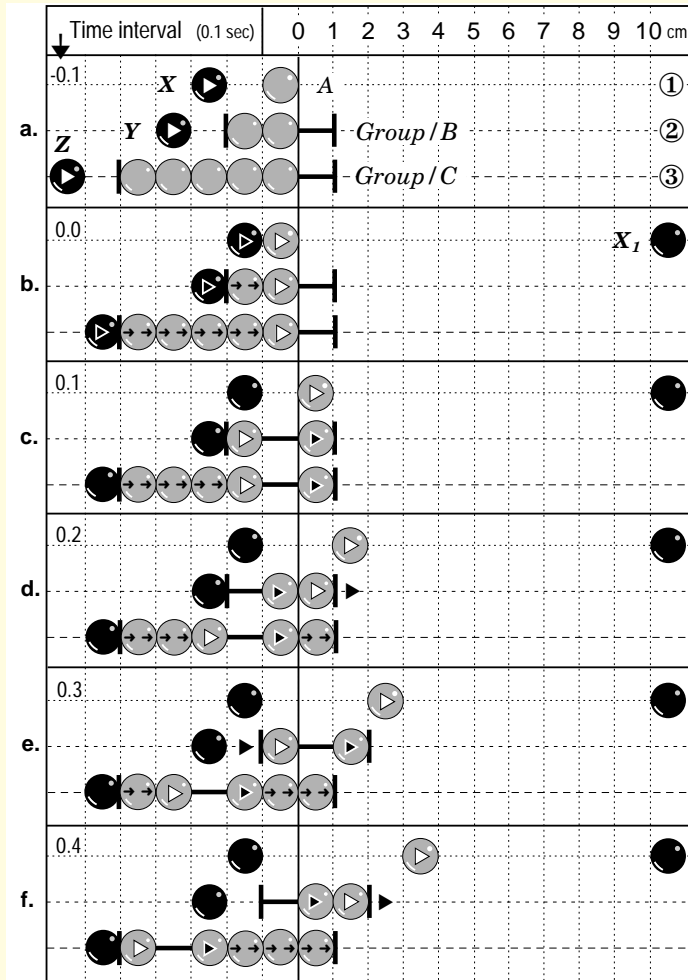 Time interval (0.1 sec) 0 1 2 3 4 5 6 7 8 9 10 cm
-0.1
X A ①
a. Y Group/B ②
Z Group/C ③
0.0
X₁
b.
0.1
c.
0.2
d.
0.3
e.
0.4
f.